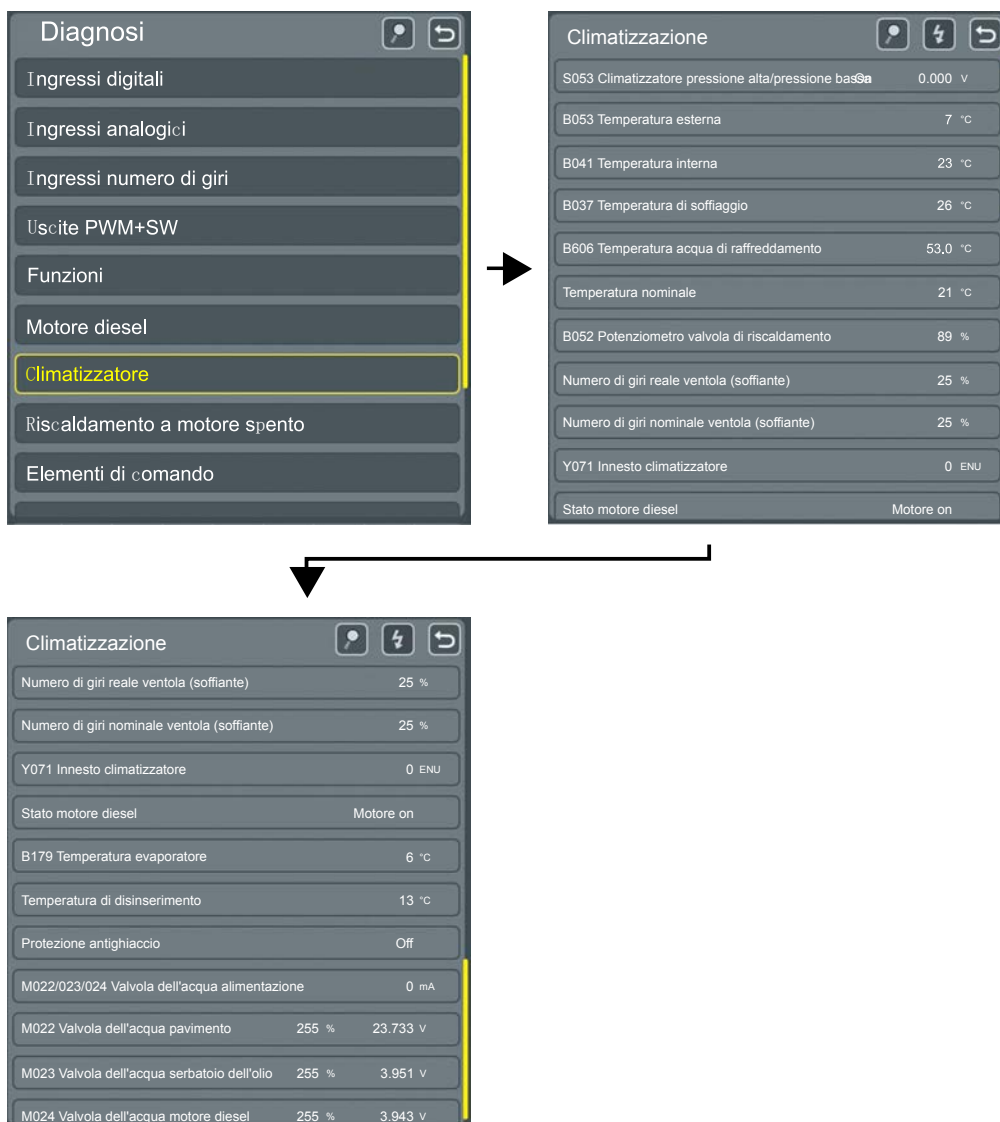 Diagnosi
Ingressi digitali
Ingressi analogici
Ingressi numero di giri
Uscite PWM+SW
Funzioni
Motore diesel
Climatizzatore
Riscaldamento a motore spento
Elementi di comando
Climatizzazione
S053 Climatizzatore pressione alta/pressione bassa On 0.000 V
B053 Temperatura esterna 7 °C
B041 Temperatura interna 23 °C
B037 Temperatura di soffiaggio 26 °C
B606 Temperatura acqua di raffreddamento 53,0 °C
Temperatura nominale 21 °C
B052 Potenziometro valvola di riscaldamento 89 %
Numero di giri reale ventola (soffiante) 25 %
Numero di giri nominale ventola (soffiante) 25 %
Y071 Innesto climatizzatore 0 ENU
Stato motore diesel Motore on
Climatizzazione
Numero di giri reale ventola (soffiante) 25 %
Numero di giri nominale ventola (soffiante) 25 %
Y071 Innesto climatizzatore 0 ENU
Stato motore diesel Motore on
B179 Temperatura evaporatore 6 °C
Temperatura di disinserimento 13 °C
Protezione antighiaccio Off
M022/023/024 Valvola dell'acqua alimentazione 0 mA
M022 Valvola dell'acqua pavimento 255 % 23.733 V
M023 Valvola dell'acqua serbatoio dell'olio 255 % 3.951 V
M024 Valvola dell'acqua motore diesel 255 % 3.943 V